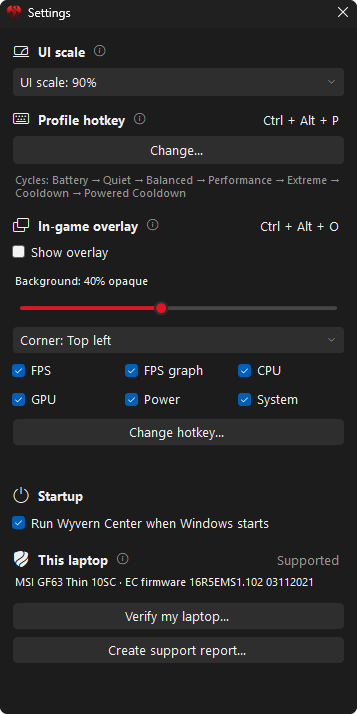 Settings
UI scale
UI scale: 90%
Profile hotkey
Ctrl + Alt + P
Change...
Cycles: Battery → Quiet → Balanced → Performance → Extreme →
Cooldown → Powered Cooldown
In-game overlay
Ctrl + Alt + O
Show overlay
Background: 40% opaque
Corner: Top left
FPS
FPS graph
CPU
GPU
Power
System
Change hotkey...
Startup
Run Wyvern Center when Windows starts
This laptop
Supported
MSI GF63 Thin 10SC · EC firmware 16R5EMS1.102 03112021
Verify my laptop...
Create support report...